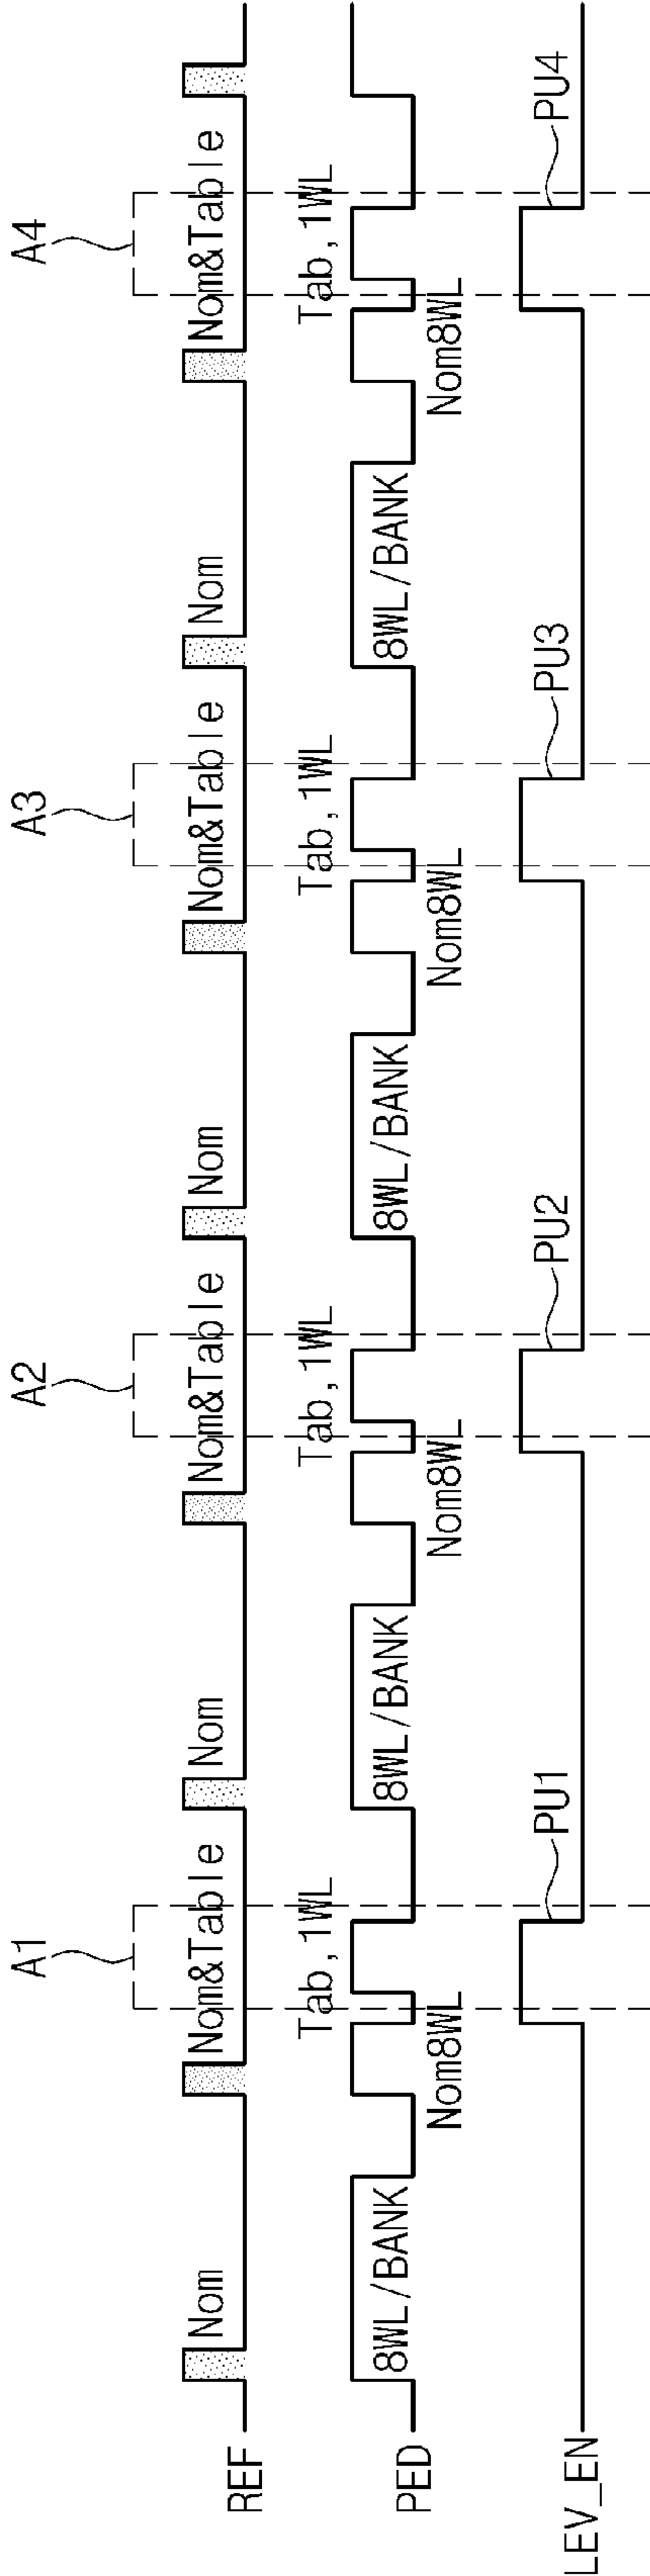 A1
A2
A3
A4
REF
Nom
Nom&Table
Nom
Nom&Table
Nom
Nom&Table
Nom
Nom&Table
Tab,1WL
Tab,1WL
Tab,1WL
Tab,1WL
PED
8WL/BANK
8WL/BANK
8WL/BANK
8WL/BANK
Nom8WL
Nom8WL
Nom8WL
Nom8WL
PU1
PU2
PU3
PU4
LEV_EN